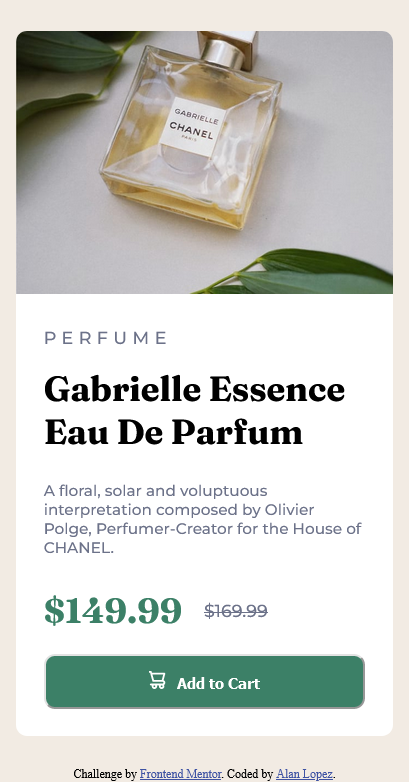 GABRIELLE
CHANEL
PARIS
PERFUME
Gabrielle Essence
Eau De Parfum
A floral, solar and voluptuous
interpretation composed by Olivier
Polge, Perfumer-Creator for the House of
CHANEL.
$149.99 $169.99
Add to Cart
Challenge by Frontend Mentor. Coded by Alan Lopez.